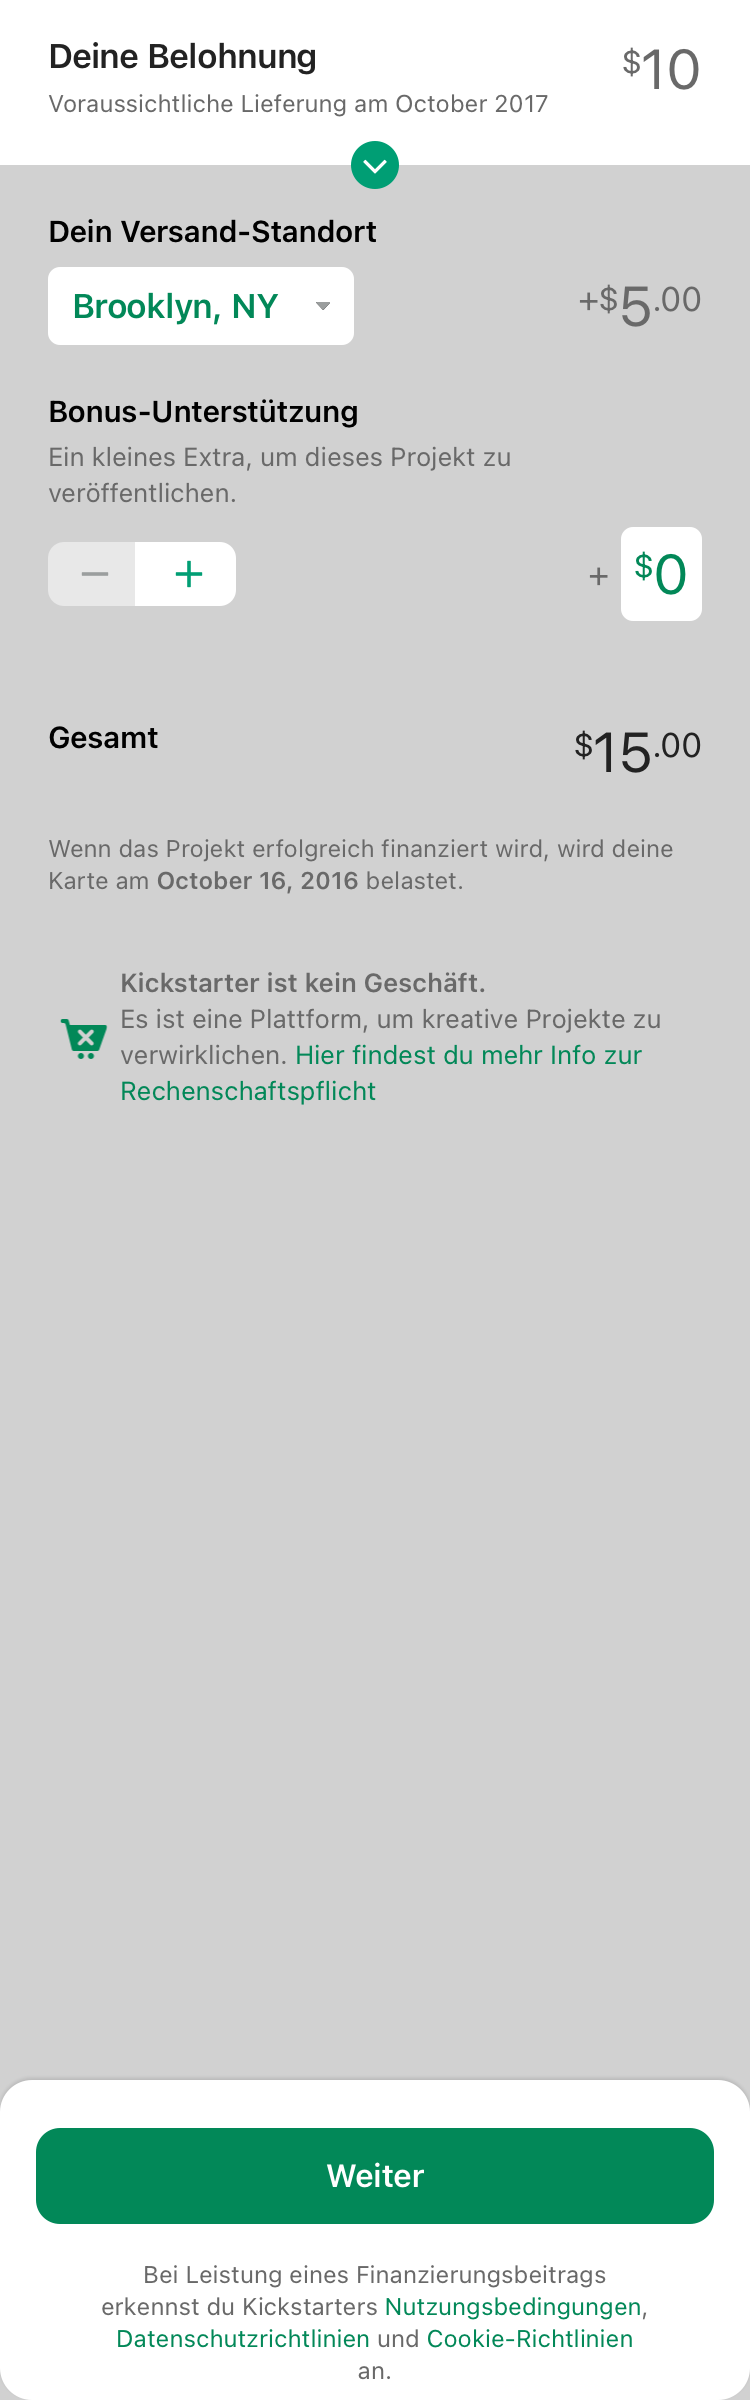 Deine Belohnung
$10
Voraussichtliche Lieferung am October 2017
Dein Versand-Standort
Brooklyn, NY
+$5.00
Bonus-Unterstützung
Ein kleines Extra, um dieses Projekt zu
veröffentlichen.
− +
+ $0
Gesamt
$15.00
Wenn das Projekt erfolgreich finanziert wird, wird deine
Karte am October 16, 2016 belastet.
Kickstarter ist kein Geschäft.
Es ist eine Plattform, um kreative Projekte zu
verwirklichen. Hier findest du mehr Info zur
Rechenschaftspflicht
Weiter
Bei Leistung eines Finanzierungsbeitrags
erkennst du Kickstarters Nutzungsbedingungen,
Datenschutzrichtlinien und Cookie-Richtlinien
an.